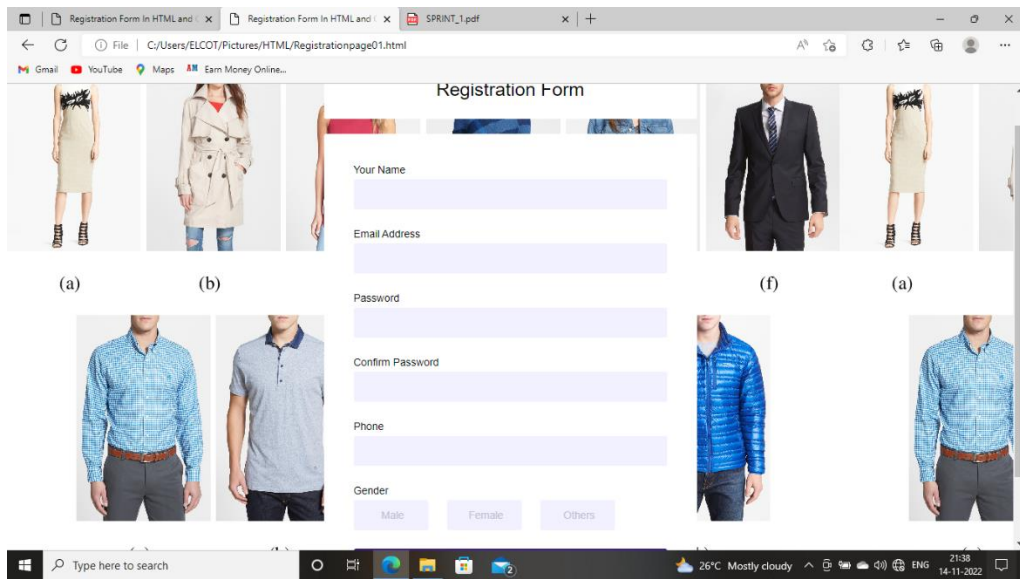 Registration Form In HTML and C
Registration Form In HTML and C
SPRINT_1.pdf
File
C:/Users/ELCOT/Pictures/HTML/Registrationpage01.html
Gmail
YouTube
Maps
Earn Money Online...
Registration Form
Your Name
Email Address
(a)
(b)
(f)
(a)
Password
Confirm Password
Phone
Gender
Male
Female
Others
Type here to search
2
26°C Mostly cloudy
ENG
21:38
14-11-2022